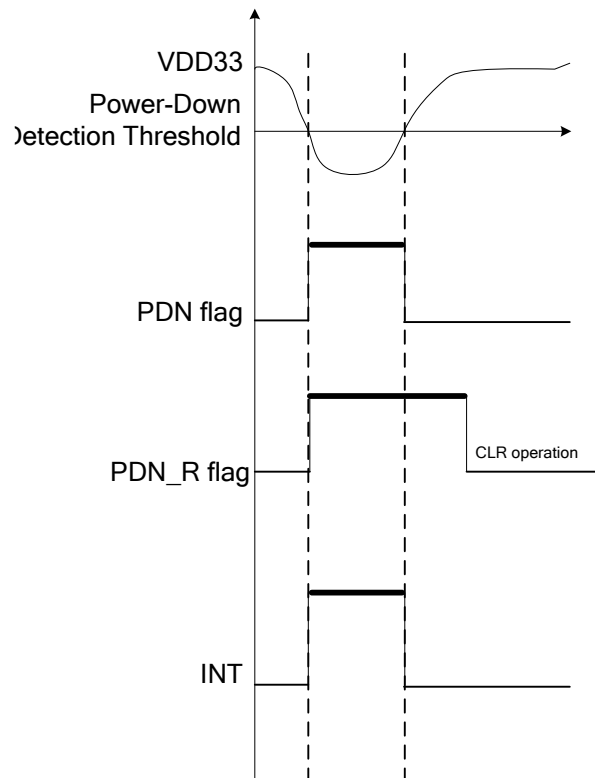 VDD33
Power-Down
Detection Threshold
PDN flag
PDN_R flag
CLR operation
INT